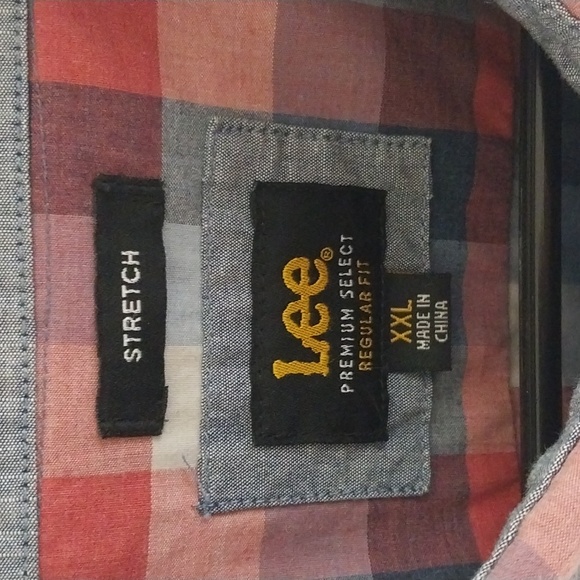 STRETCH
Lee®
PREMIUM SELECT
REGULAR FIT
XXL
MADE IN
CHINA